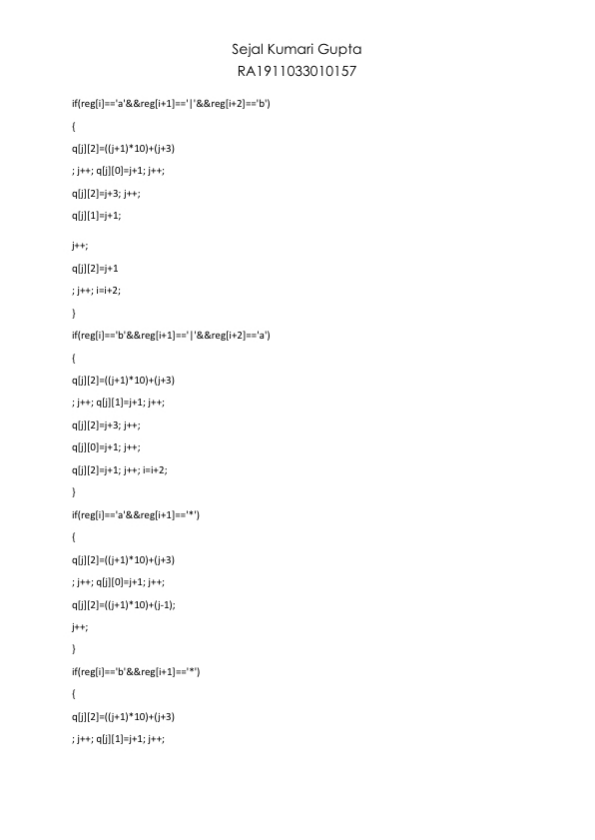 Sejal Kumari Gupta
RA1911033010157
if(reg[i]=='a'&&reg[i+1]=='|'&&reg[i+2]=='b')
{
q[j][2]=((j+1)*10)+(j+3)
; j++; q[j][0]=j+1; j++;
q[j][2]=j+3; j++;
q[j][1]=j+1;
j++;
q[j][2]=j+1
; j++; i=i+2;
}
if(reg[i]=='b'&&reg[i+1]=='|'&&reg[i+2]=='a')
{
q[j][2]=((j+1)*10)+(j+3)
; j++; q[j][1]=j+1; j++;
q[j][2]=j+3; j++;
q[j][0]=j+1; j++;
q[j][2]=j+1; j++; i=i+2;
}
if(reg[i]=='a'&&reg[i+1]=='*')
{
q[j][2]=((j+1)*10)+(j+3)
; j++; q[j][0]=j+1; j++;
q[j][2]=((j+1)*10)+(j-1);
j++;
}
if(reg[i]=='b'&&reg[i+1]=='*')
{
q[j][2]=((j+1)*10)+(j+3)
; j++; q[j][1]=j+1; j++;